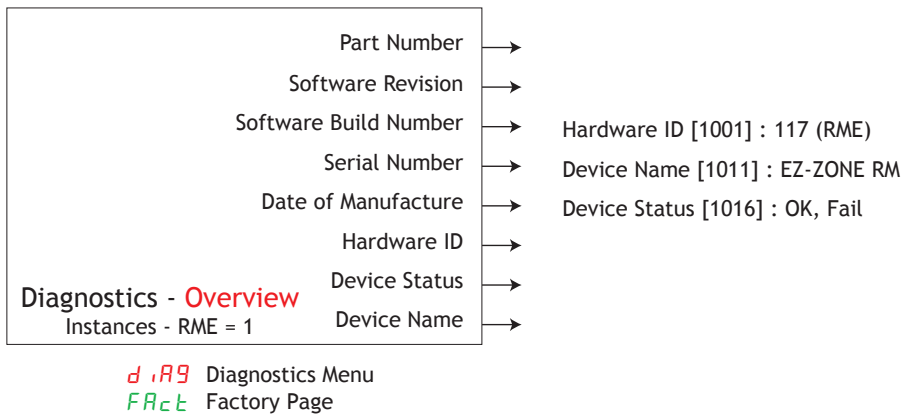 Part Number
Software Revision
Software Build Number
Serial Number
Date of Manufacture
Hardware ID
Device Status
Device Name
Diagnostics - Overview
Instances - RME = 1
Hardware ID [1001] : 117 (RME)
Device Name [1011] : EZ-ZONE RM
Device Status [1016] : OK, Fail
diAg Diagnostics Menu
FAct Factory Page